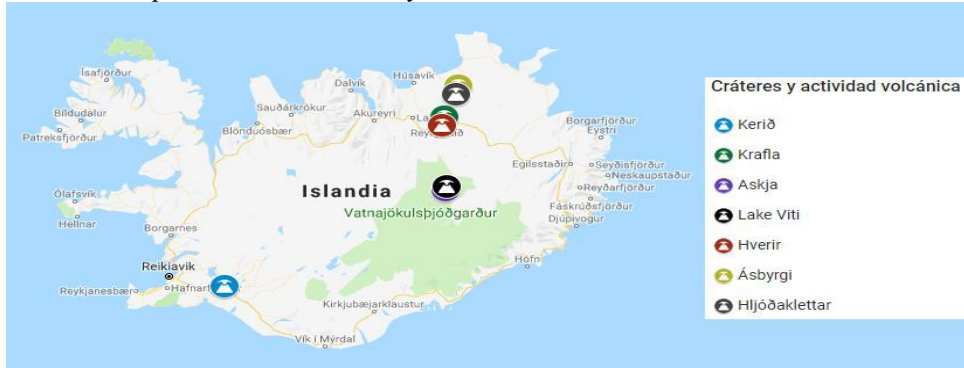 Ísafjörður
Bíldudalur
Patreksfjörður
Ólafsvík
Hellnar
Borgarnes
Reikiavik
Reykjanesbær
Hafnar
Blönduósbær
Sauðárkrókur
Dalvík
Akureyri
Húsavík
Islandia
Vatnajökulsþjóðgarður
Kirkjubæjarklaustur
Vík í Mýrdal
Höfn
Egilsstaðir
Borgarfjörður
Eystri
Seyðisfjörður
Neskaupstaður
Reyðarfjörður
Fáskrúðsfjörður
Djúpivogur
Cráteres y actividad volcánica
Kerið
Krafla
Askja
Lake Viti
Hverir
Ásbyrgi
Hljóðaklettar